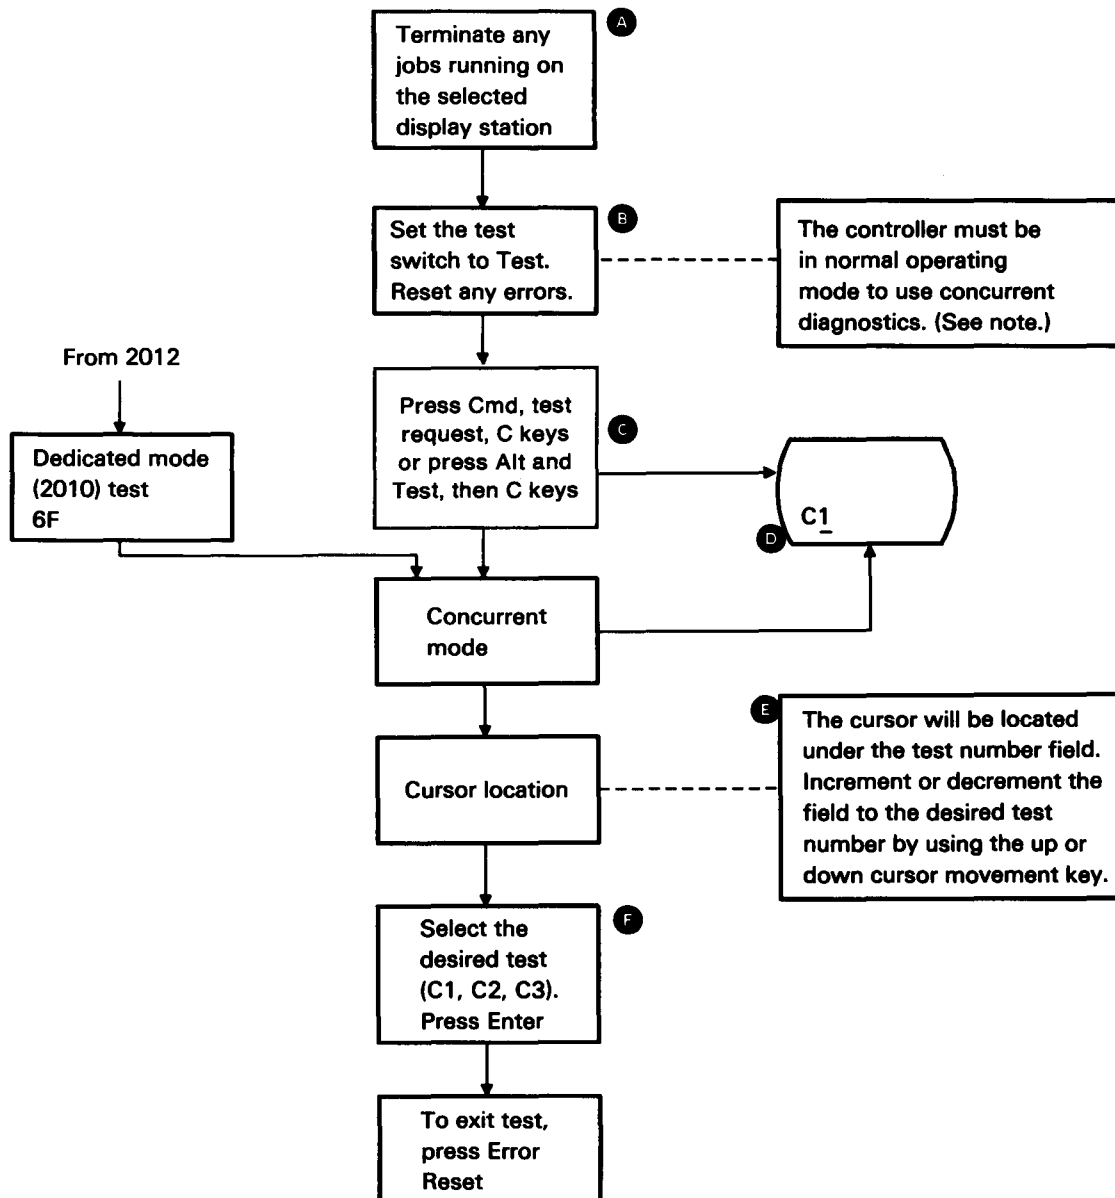 A
Terminate any
jobs running on
the selected
display station
B
Set the test
switch to Test.
Reset any errors.
The controller must be
in normal operating
mode to use concurrent
diagnostics. (See note.)
From 2012
Dedicated mode
(2010) test
6F
C
Press Cmd, test
request, C keys
or press Alt and
Test, then C keys
C1
D
Concurrent
mode
E
The cursor will be located
under the test number field.
Increment or decrement the
field to the desired test
number by using the up or
down cursor movement key.
Cursor location
F
Select the
desired test
(C1, C2, C3).
Press Enter
To exit test,
press Error
Reset